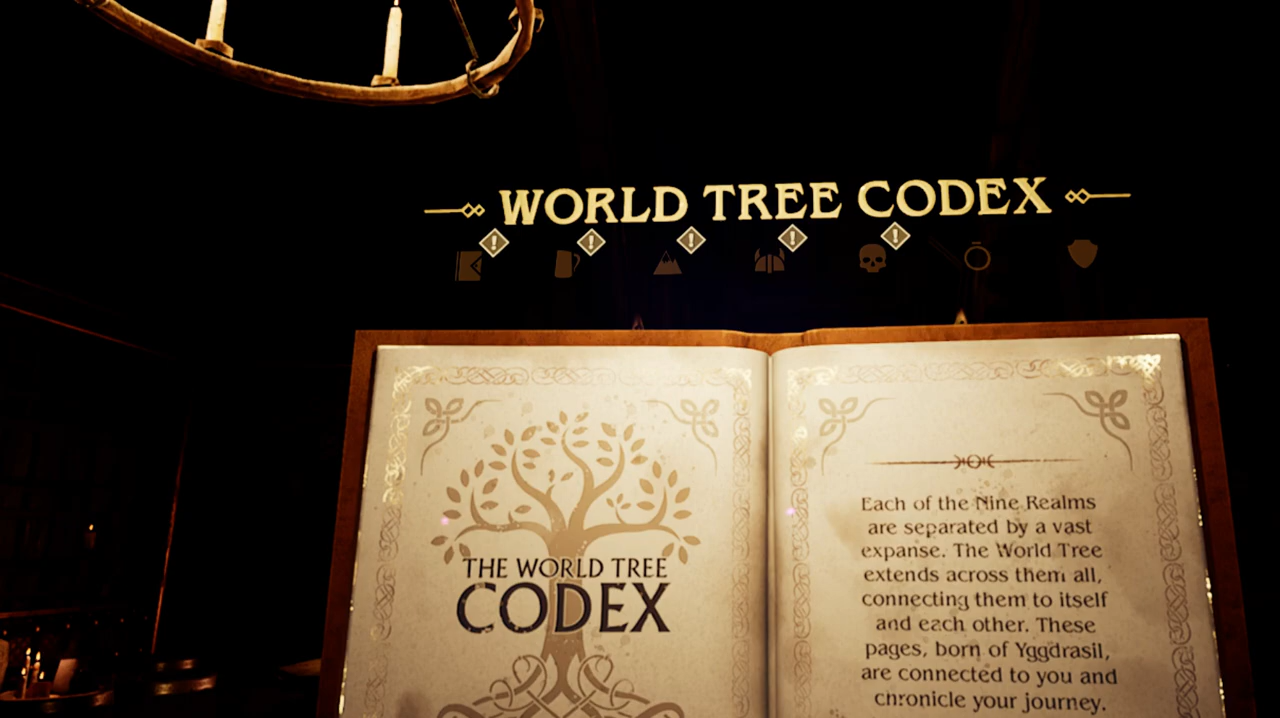 WORLD TREE CODEX
THE WORLD TREE
CODEX
Each of the Nine Realms
are separated by a vast
expanse. The World Tree
extends across them all,
connecting them to itself
and each other. These
pages, born of Yggdrasil,
are connected to you and
chronicle your journey.